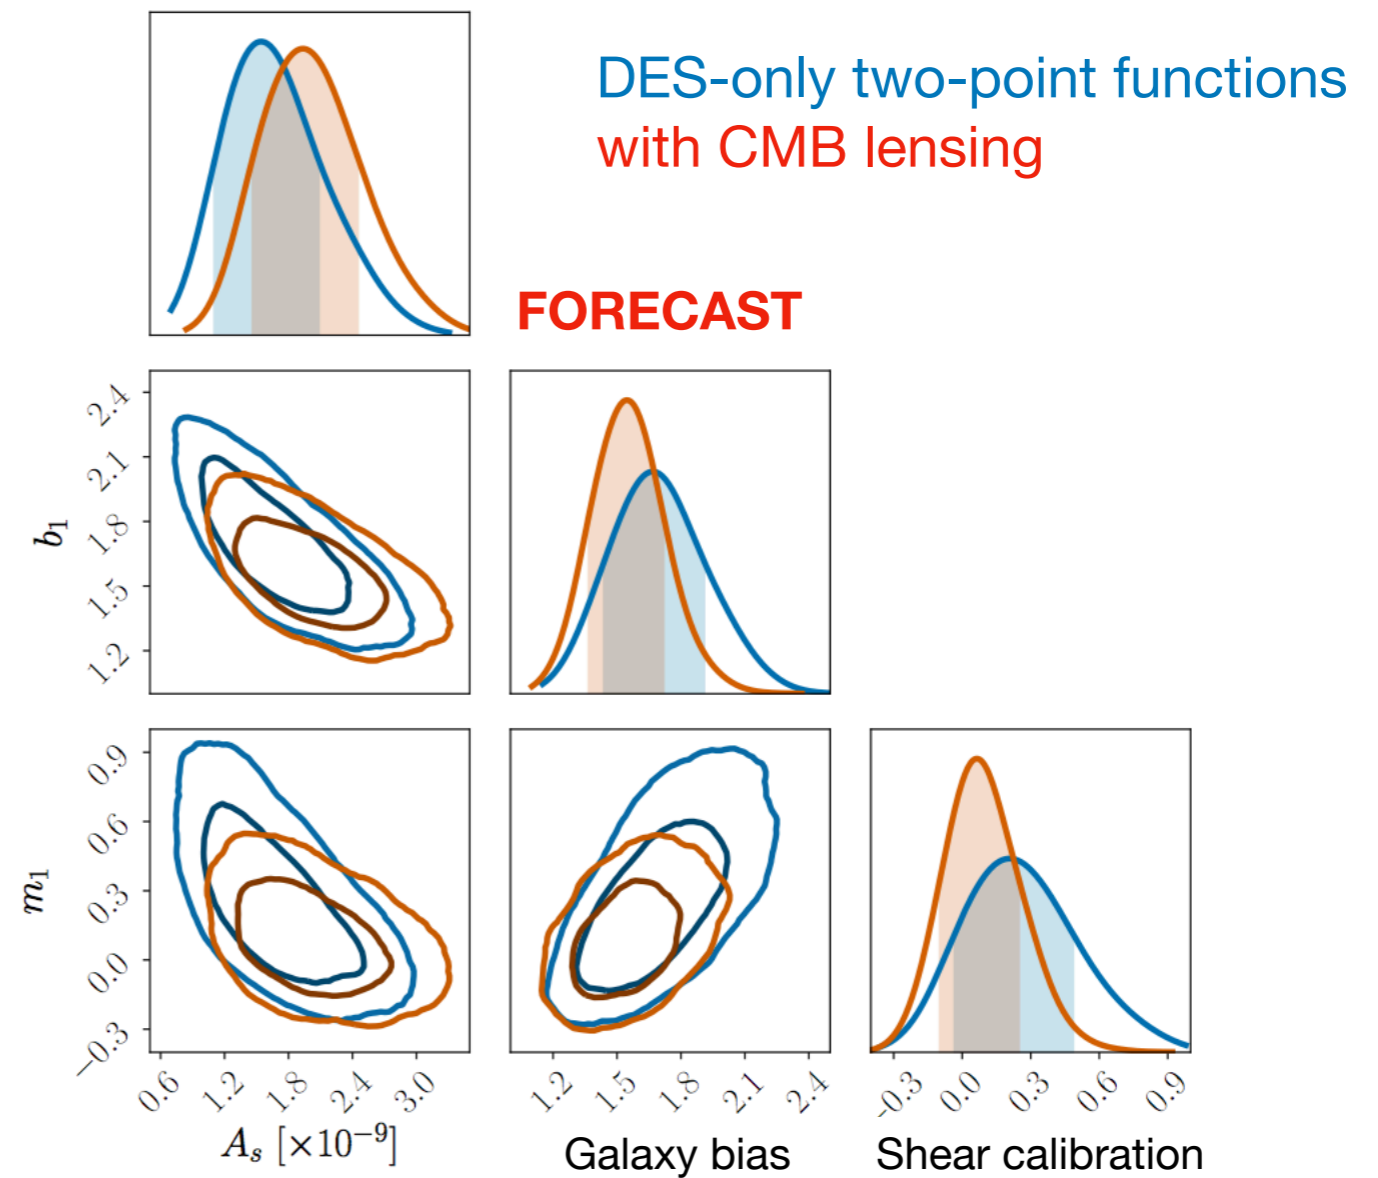 DES-only two-point functions
with CMB lensing
FORECAST
2.4
2.1
1.8
1.5
1.2
b₁
0.9
0.6
0.3
0.0
−0.3
m₁
0.6 1.2 1.8 2.4 3.0
1.2 1.5 1.8 2.1 2.4
-0.3 0.0 0.3 0.6 0.9
Aₛ [×10⁻⁹]
Galaxy bias
Shear calibration